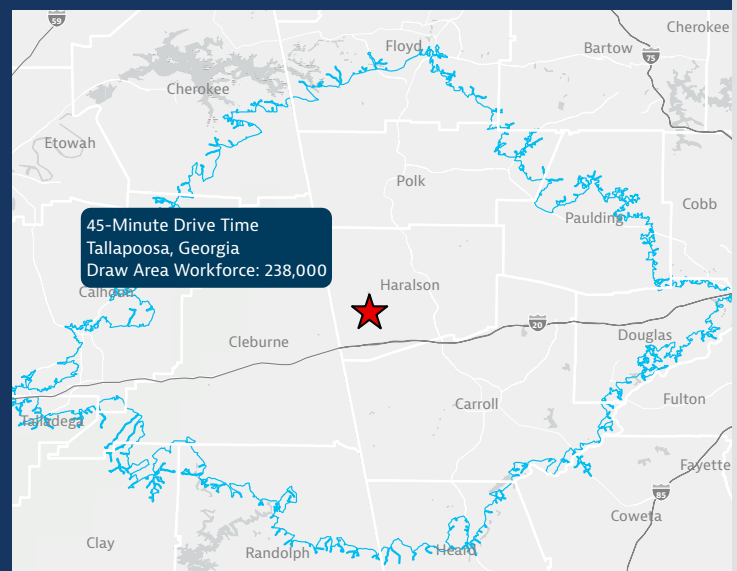 59
Cherokee
Floyd
Bartow
75
Cherokee
Etowah
Polk
Cobb
Paulding
45-Minute Drive Time
Tallapoosa, Georgia
Draw Area Workforce: 238,000
Calhoun
Haralson
20
Douglas
Cleburne
Carroll
Fulton
Talladega
Fayette
85
Coweta
Clay
Randolph
Heard